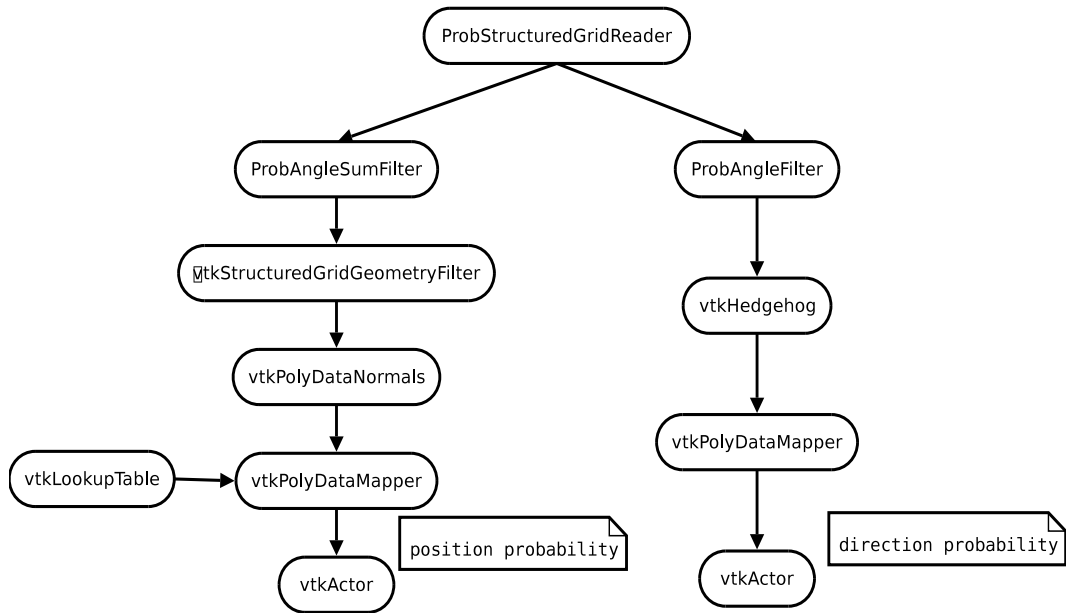 ProbStructuredGridReader
ProbAngleSumFilter
ProbAngleFilter
vtkStructuredGridGeometryFilter
vtkHedgehog
vtkPolyDataNormals
vtkPolyDataMapper
vtkLookupTable
vtkPolyDataMapper
position probability
direction probability
vtkActor
vtkActor